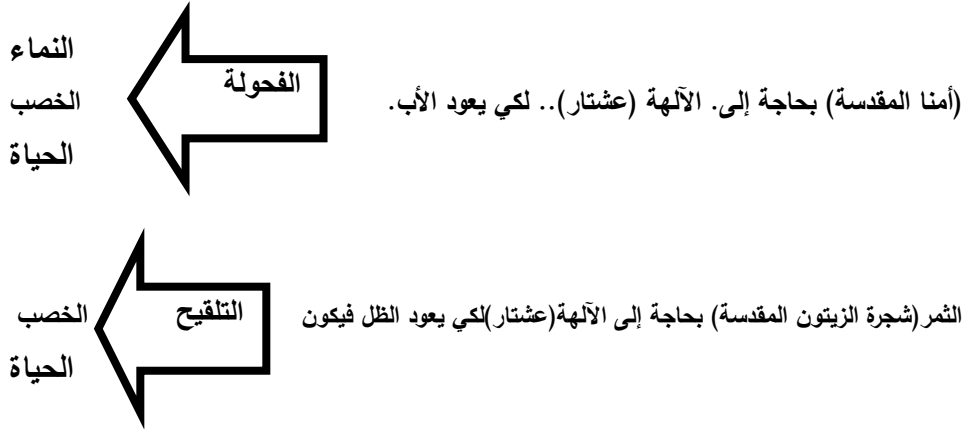 (أمنا المقدسة) بحاجة إلى. الآلهة (عشتار).. لكي يعود الأب.
الفحولة
النماء
الخصب
الحياة
الثمر(شجرة الزيتون المقدسة) بحاجة إلى الآلهة(عشتار)لكي يعود الظل فيكون
التلقيح
الخصب
الحياة